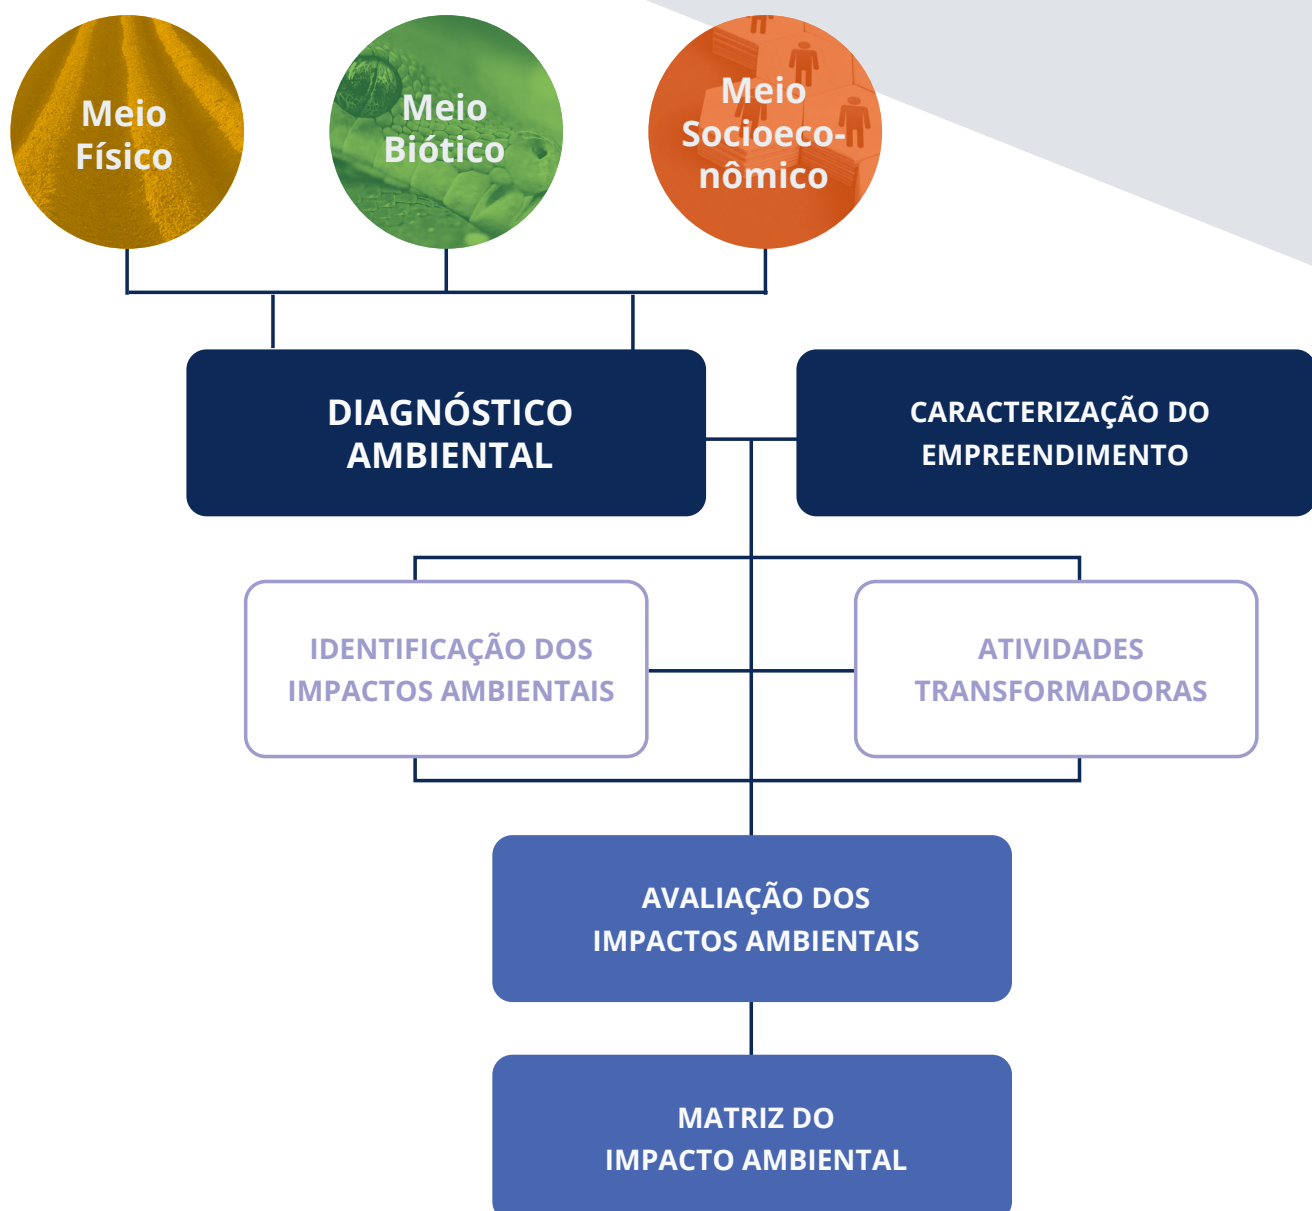 Meio
Físico
Meio
Biótico
Meio
Socioeco-
nômico
DIAGNÓSTICO
AMBIENTAL
CARACTERIZAÇÃO DO
EMPREENDIMENTO
IDENTIFICAÇÃO DOS
IMPACTOS AMBIENTAIS
ATIVIDADES
TRANSFORMADORAS
AVALIAÇÃO DOS
IMPACTOS AMBIENTAIS
MATRIZ DO
IMPACTO AMBIENTAL